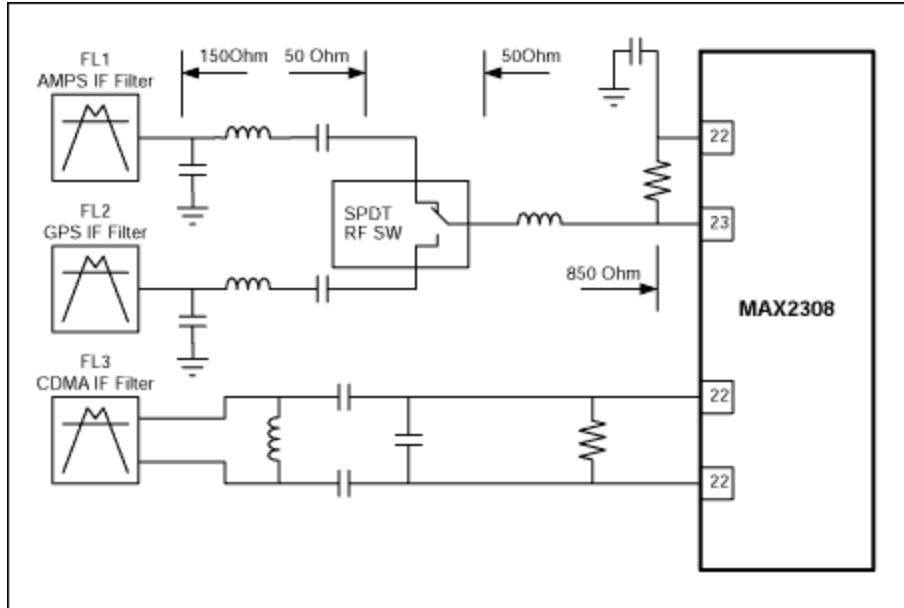 FL1
AMPS IF Filter
150Ohm
50 Ohm
50Ohm
22
SPDT
RF SW
23
FL2
GPS IF Filter
850 Ohm
MAX2308
FL3
CDMA IF Filter
22
22